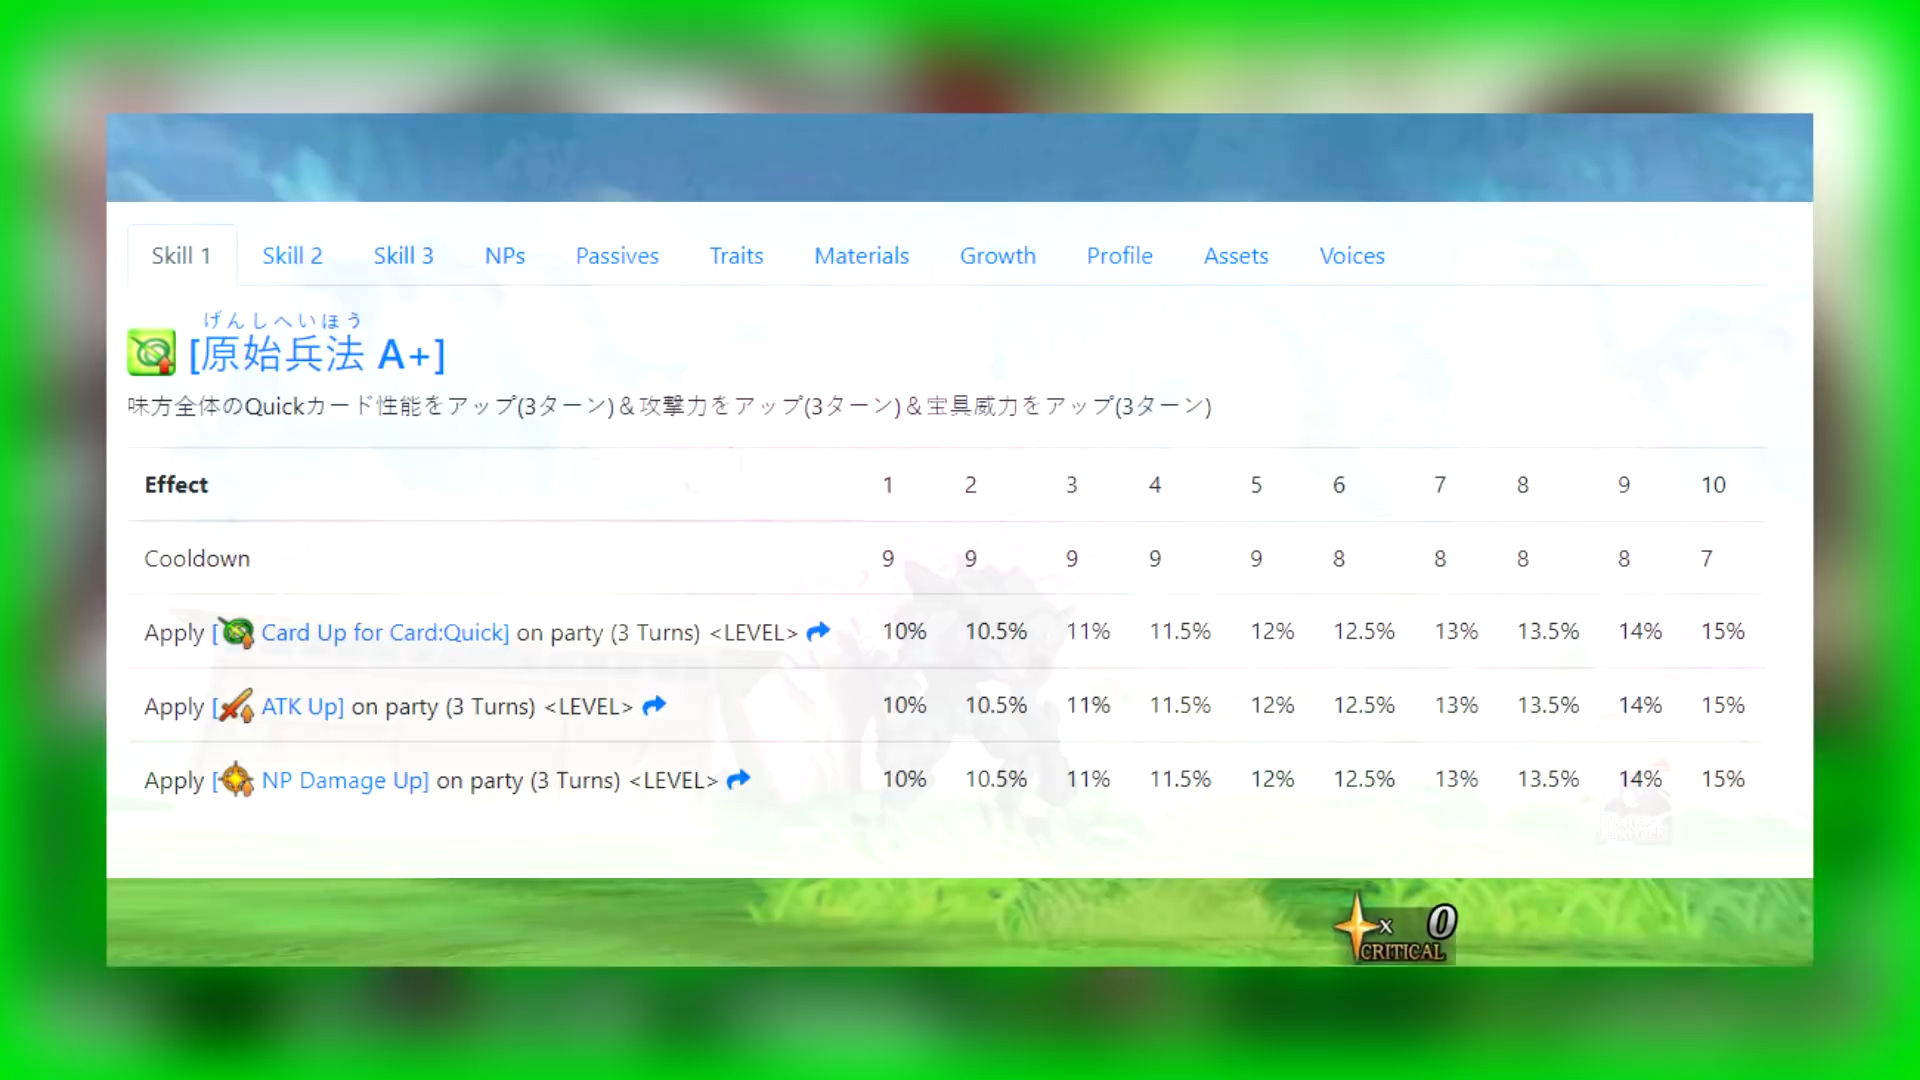 Skill 1 Skill 2 Skill 3 NPs Passives Traits Materials Growth Profile Assets Voices
げんしへいほう
[原始兵法 A+]
味方全体のQuickカード性能をアップ(3ターン)＆攻撃力をアップ(3ターン)＆宝具威力をアップ(3ターン)
Effect 1 2 3 4 5 6 7 8 9 10
Cooldown 9 9 9 9 9 8 8 8 8 7
Apply [Card Up for Card:Quick] on party (3 Turns) <LEVEL> 10% 10.5% 11% 11.5% 12% 12.5% 13% 13.5% 14% 15%
Apply [ATK Up] on party (3 Turns) <LEVEL> 10% 10.5% 11% 11.5% 12% 12.5% 13% 13.5% 14% 15%
Apply [NP Damage Up] on party (3 Turns) <LEVEL> 10% 10.5% 11% 11.5% 12% 12.5% 13% 13.5% 14% 15%
x 0
CRITICAL